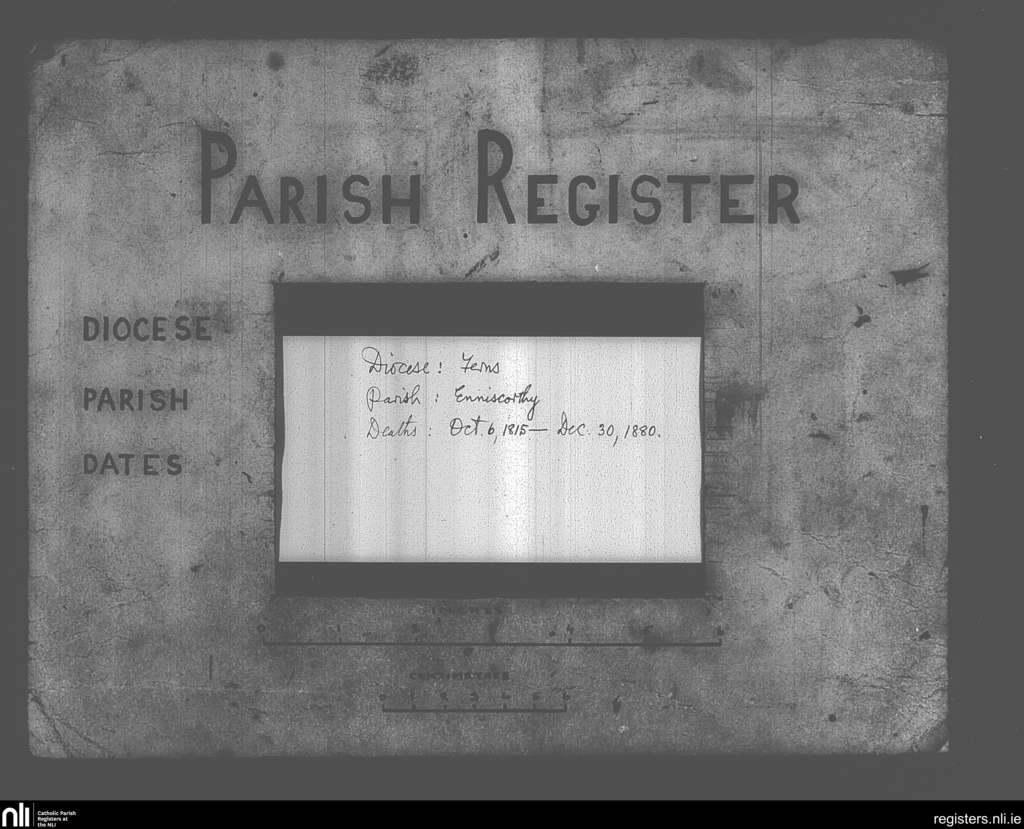 PARISH REGISTER
DIOCESE
PARISH
DATES
Diocese: Ferns
Parish: Enniscorthy
Deaths: Oct. 6, 1815— Dec. 30, 1880.
INCHES
CENTIMETRES
nli
Catholic Parish
Registers at
the NLI
registers.nli.ie